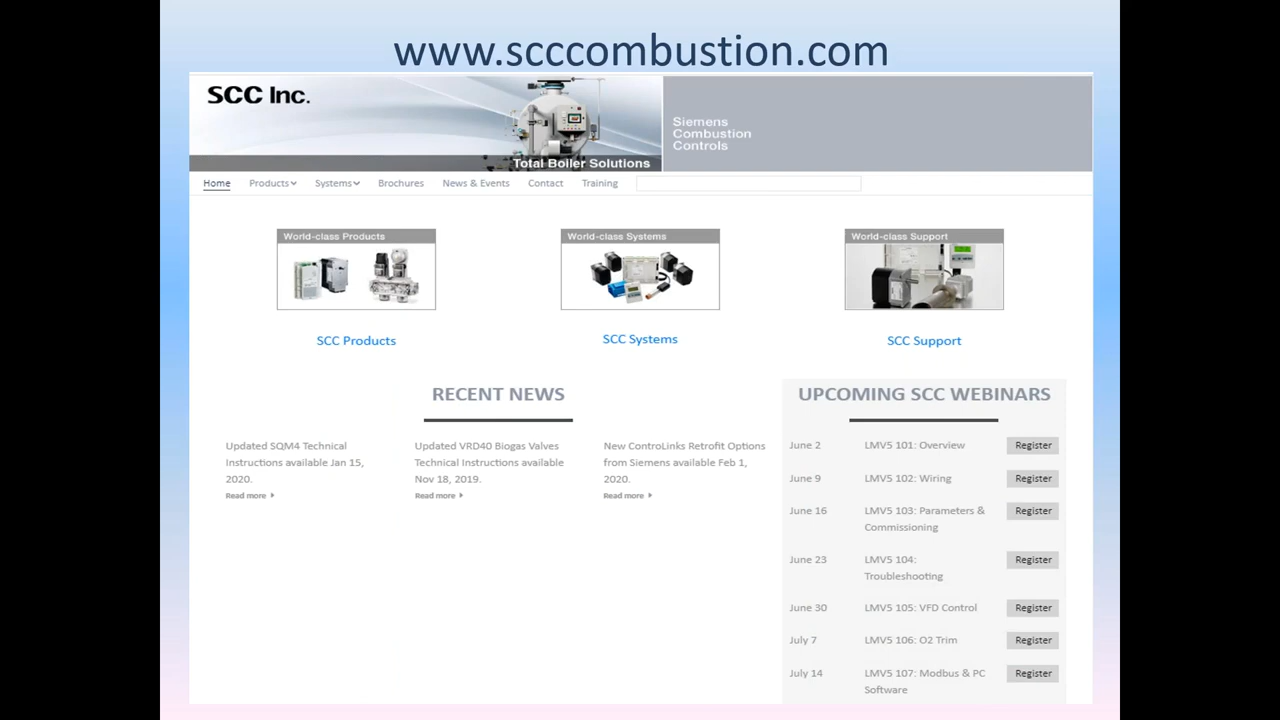 www.scccombustion.com
SCC Inc.
Total Boiler Solutions
Siemens
Combustion
Controls
Home Products Systems Brochures News & Events Contact Training
World-class Products
World-class Systems
World-class Support
SCC Products
SCC Systems
SCC Support
RECENT NEWS
Updated SQM4 Technical
Instructions available Jan 15,
2020.
Read more
Updated VRD40 Biogas Valves
Technical Instructions available
Nov 18, 2019.
Read more
New ControLinks Retrofit Options
from Siemens available Feb 1,
2020.
Read more
UPCOMING SCC WEBINARS
June 2 LMV5 101: Overview Register
June 9 LMV5 102: Wiring Register
June 16 LMV5 103: Parameters & Register
Commissioning
June 23 LMV5 104: Register
Troubleshooting
June 30 LMV5 105: VFD Control Register
July 7 LMV5 106: O2 Trim Register
July 14 LMV5 107: Modbus & PC Register
Software